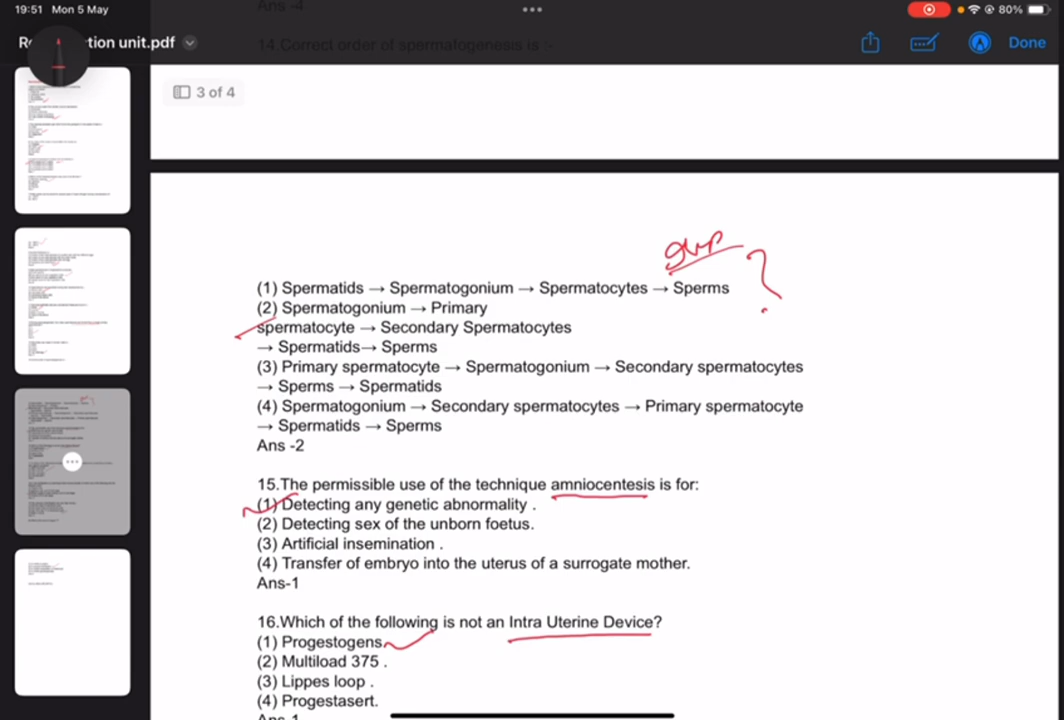 Ans -4
19:51 Mon 5 May
80%
tion unit.pdf
Done
14.Correct order of spermatogenesis is :-
3 of 4
?
(1) Spermatids → Spermatogonium → Spermatocytes → Sperms
(2) Spermatogonium → Primary
spermatocyte → Secondary Spermatocytes
→ Spermatids→ Sperms
(3) Primary spermatocyte → Spermatogonium → Secondary spermatocytes
→ Sperms → Spermatids
(4) Spermatogonium → Secondary spermatocytes → Primary spermatocyte
→ Spermatids → Sperms
Ans -2
15.The permissible use of the technique amniocentesis is for:
(1) Detecting any genetic abnormality .
(2) Detecting sex of the unborn foetus.
(3) Artificial insemination .
(4) Transfer of embryo into the uterus of a surrogate mother.
Ans-1
16.Which of the following is not an Intra Uterine Device?
(1) Progestogens
(2) Multiload 375 .
(3) Lippes loop .
(4) Progestasert.
Ans-1